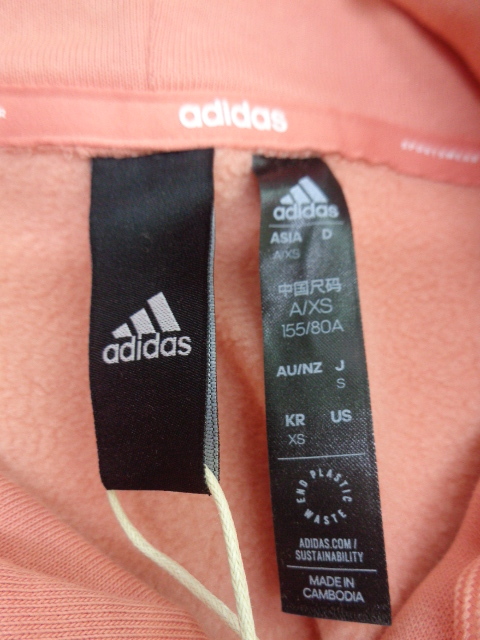 adidas
SPORTSWEAR
adidas
adidas
ASIA D
A/XS
中国尺码
A/XS
155/80A
AU/NZ J
S
KR US
XS
END PLASTIC WASTE
ADIDAS.COM/
SUSTAINABILITY
MADE IN
CAMBODIA